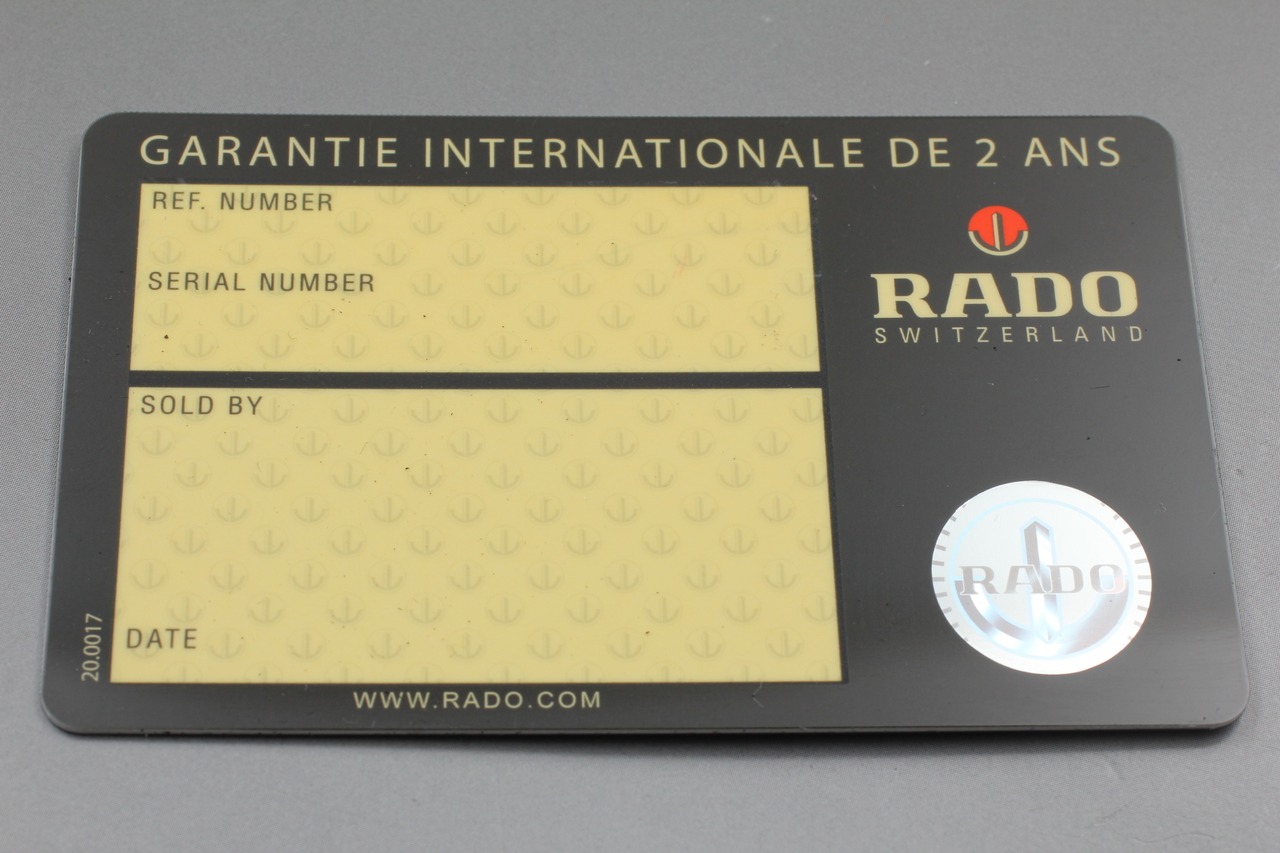 GARANTIE INTERNATIONALE DE 2 ANS
REF. NUMBER
SERIAL NUMBER
RADO
SWITZERLAND
SOLD BY
RADO
DATE
20.0017
WWW.RADO.COM